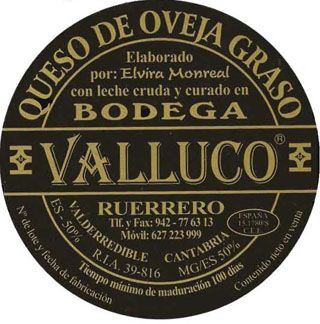 QUESO DE OVEJA GRASO
Elaborado
por: Elvira Monreal
con leche cruda y curado en
BODEGA
VALLUCO®
RUERRERO
Tlf. y Fax: 942 - 77 63 13
Móvil: 627 223 999
VALDERREDIBLE CANTABRIA
ES - 50%
R.I.A. 39-816
MG/ES 50%
ESPAÑA
15.1780/S
C.E.E.
Tiempo mínimo de maduración 100 días
Nº de lote y fecha de fabricación
Contenido neto en venta